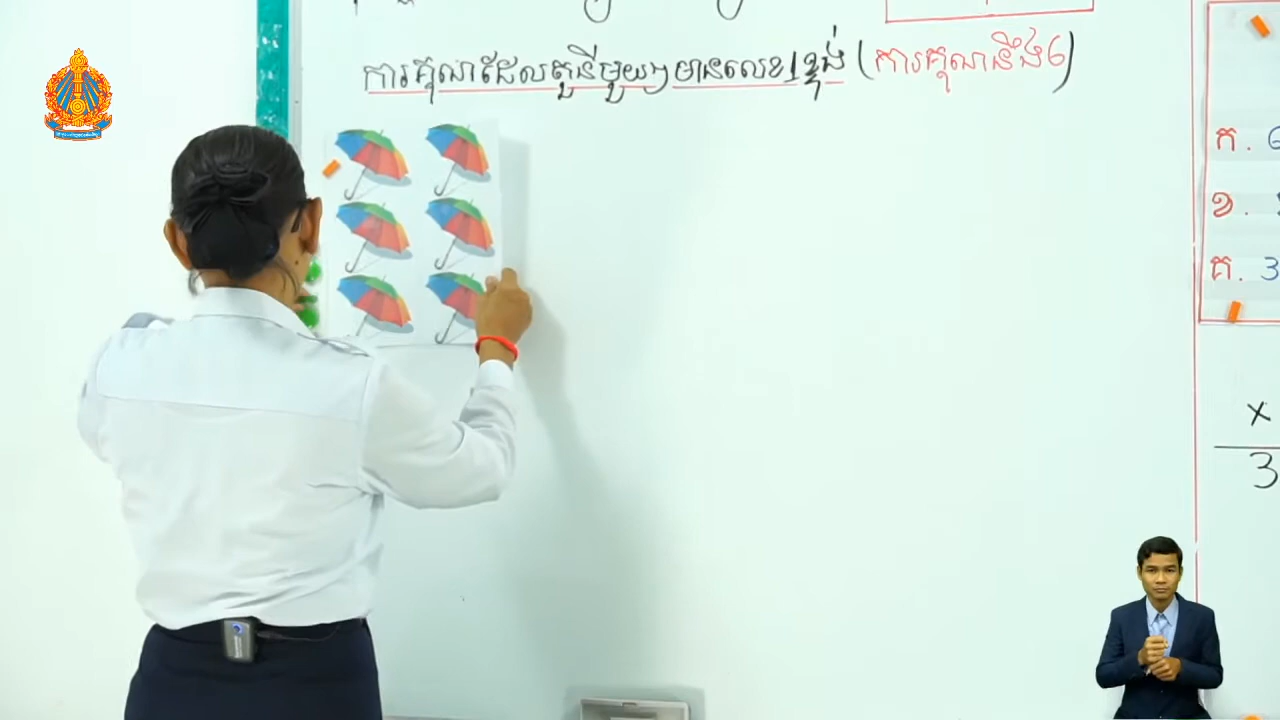 ការគុណដែលតួនីមួយៗមានលេខ1ខ្ទង់ (ការគុណនឹង៦)
ក.
ខ.
គ. 3
x
3